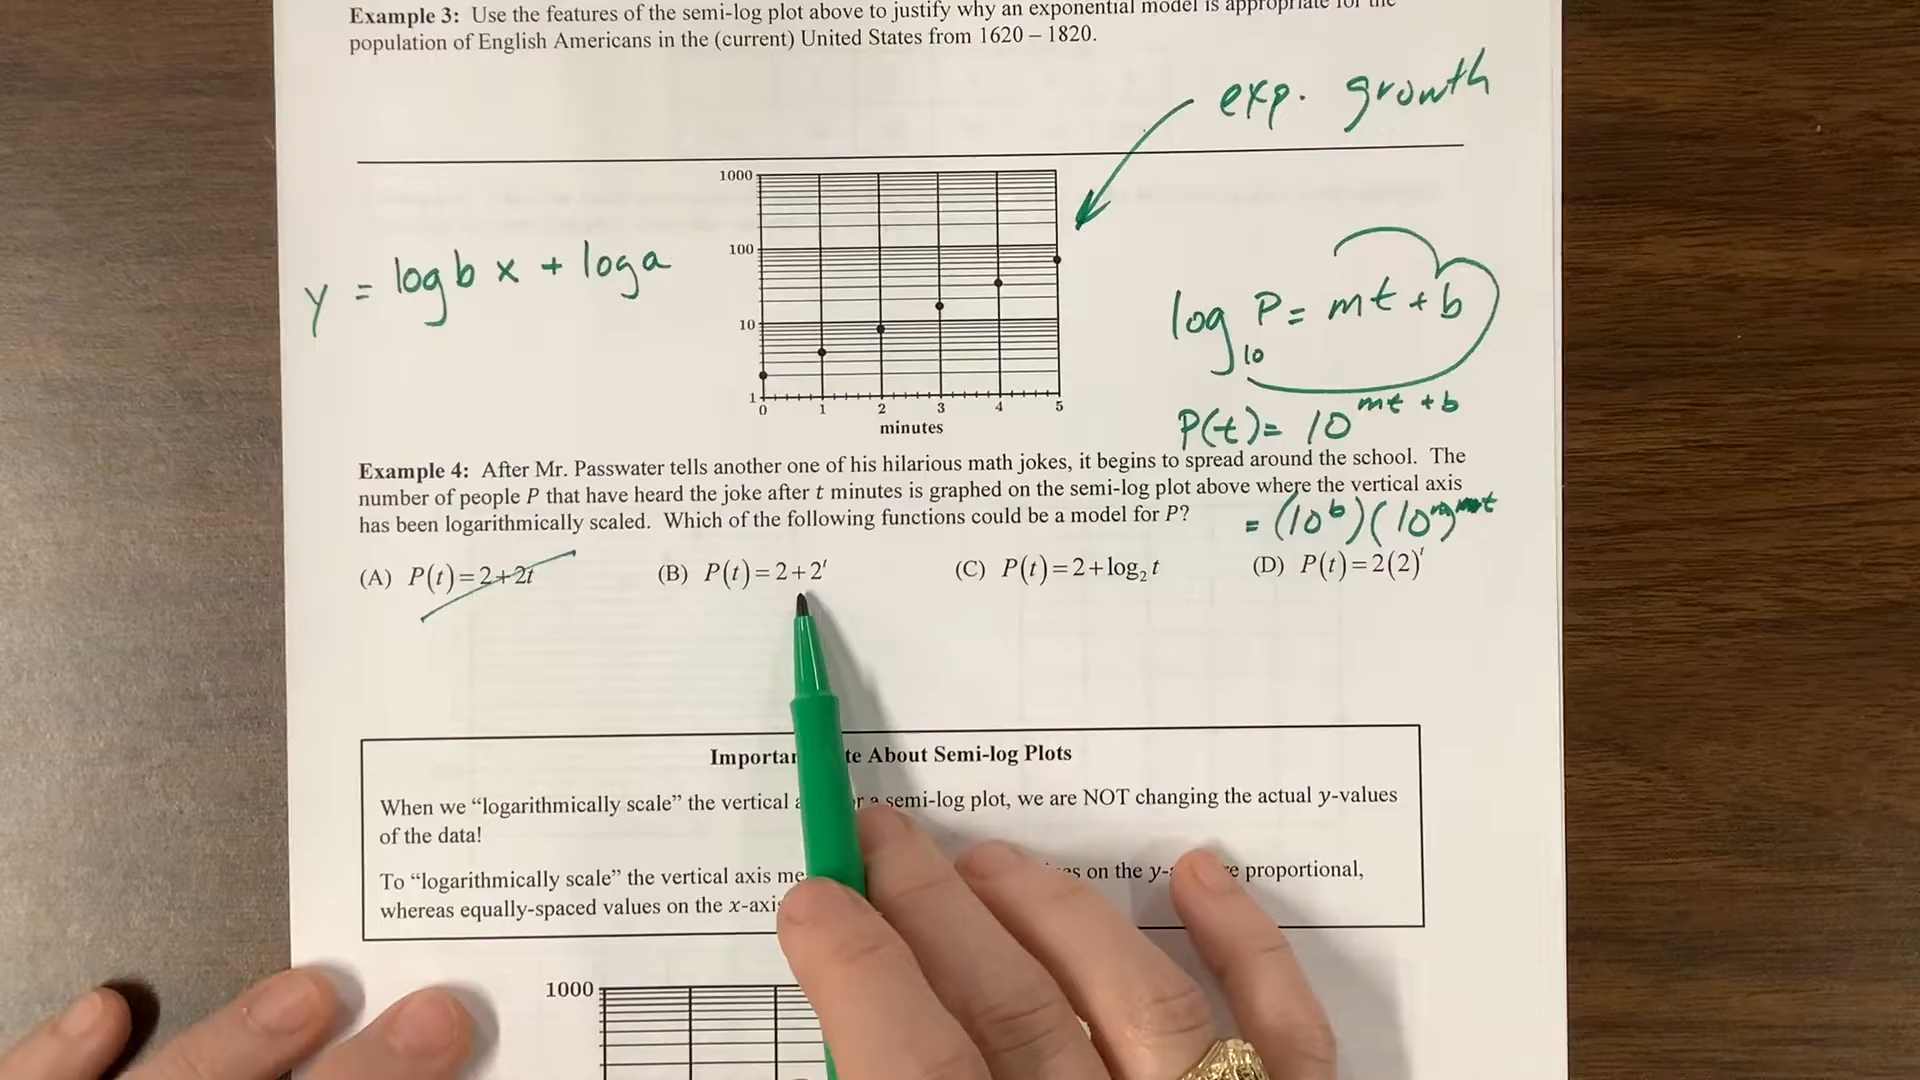 Example 3: Use the features of the semi-log plot above to justify why an exponential model is appropriate for the
population of English Americans in the (current) United States from 1620 – 1820.
exp. growth
1000
100
10
1
0 1 2 3 4 5
minutes
y = log b x + log a
log₁₀ P = mt + b
P(t) = 10^(mt + b)
= (10^b)(10
Example 4: After Mr. Passwater tells another one of his hilarious math jokes, it begins to spread around the school. The
number of people P that have heard the joke after t minutes is graphed on the semi-log plot above where the vertical axis
has been logarithmically scaled. Which of the following functions could be a model for P?
(A) P(t)=2+2t (B) P(t)=2+2^t (C) P(t)=2+log₂ t (D) P(t)=2(2)^t
About Semi-log Plots
When we “logarithmically scale” the vertical semi-log plot, we are NOT changing the actual y-values
of the data!
To “logarithmically scale” the vertical axis on the proportional,
whereas equally-spaced values on the
1000